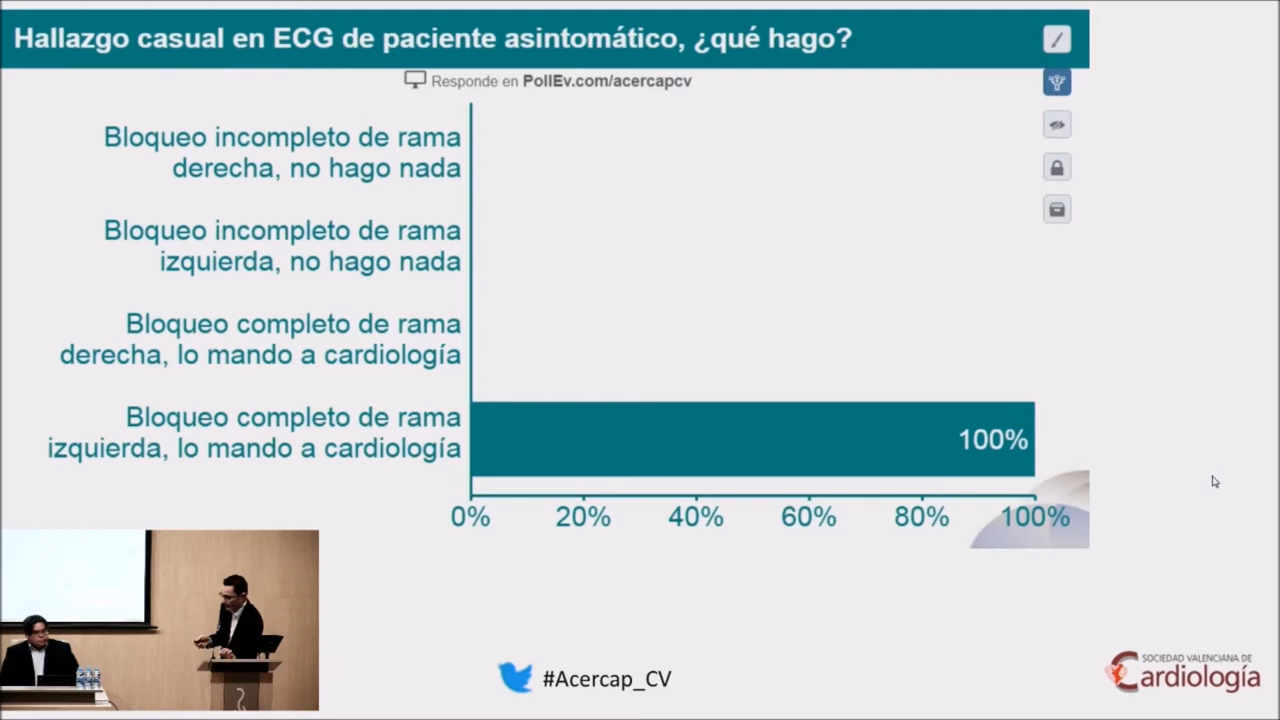 Hallazgo casual en ECG de paciente asintomático, ¿qué hago?
Responde en PollEv.com/acercapcv
Bloqueo incompleto de rama
derecha, no hago nada
Bloqueo incompleto de rama
izquierda, no hago nada
Bloqueo completo de rama
derecha, lo mando a cardiología
Bloqueo completo de rama
izquierda, lo mando a cardiología
100%
0% 20% 40% 60% 80% 100%
#Acercap_CV
SOCIEDAD VALENCIANA DE
Cardiología